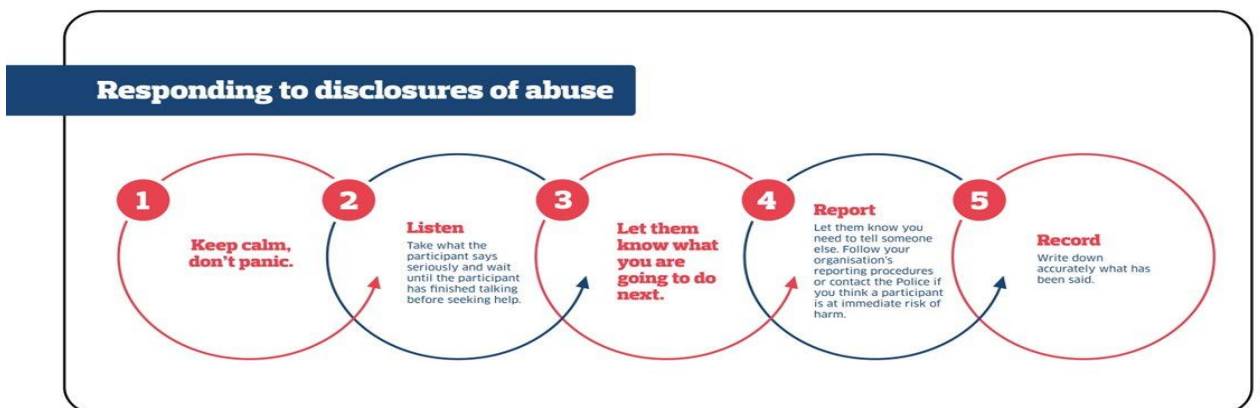 Responding to disclosures of abuse
1
Keep calm,
don't panic.
2
Listen
Take what the
participant says
seriously and wait
until the participant
has finished talking
before seeking help.
3
Let them
know what
you are
going to do
next.
4
Report
Let them know you
need to tell someone
else. Follow your
organisation's
reporting procedures
or contact the Police if
you think a participant
is at immediate risk of
harm.
5
Record
Write down
accurately what has
been said.